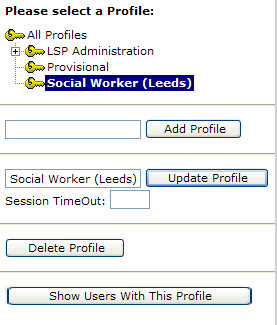 Please select a Profile:
All Profiles
LSP Administration
Provisional
Social Worker (Leeds)
Add Profile
Social Worker (Leeds) Update Profile
Session TimeOut:
Delete Profile
Show Users With This Profile